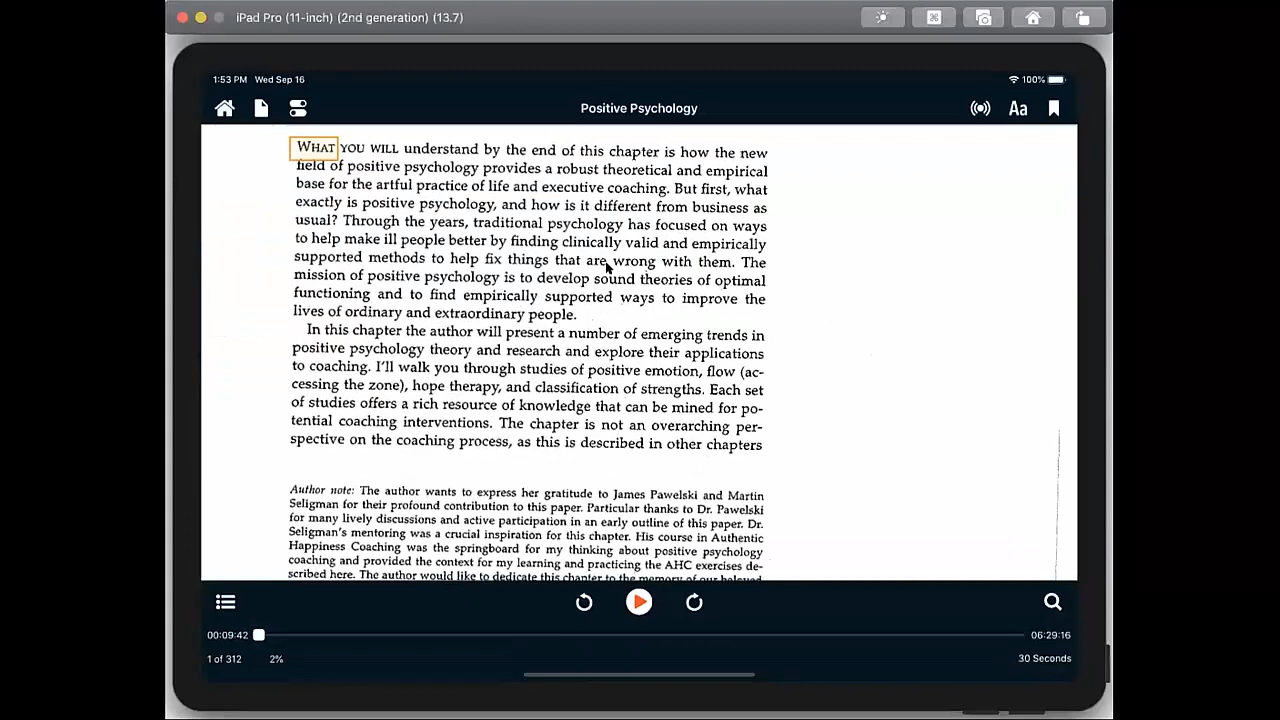 iPad Pro (11-inch) (2nd generation) (13.7)
1:53 PM Wed Sep 16
100%
Positive Psychology
Aa
WHAT YOU WILL understand by the end of this chapter is how the new
field of positive psychology provides a robust theoretical and empirical
base for the artful practice of life and executive coaching. But first, what
exactly is positive psychology, and how is it different from business as
usual? Through the years, traditional psychology has focused on ways
to help make ill people better by finding clinically valid and empirically
supported methods to help fix things that are wrong with them. The
mission of positive psychology is to develop sound theories of optimal
functioning and to find empirically supported ways to improve the
lives of ordinary and extraordinary people.
In this chapter the author will present a number of emerging trends in
positive psychology theory and research and explore their applications
to coaching. I'll walk you through studies of positive emotion, flow (ac-
cessing the zone), hope therapy, and classification of strengths. Each set
of studies offers a rich resource of knowledge that can be mined for po-
tential coaching interventions. The chapter is not an overarching per-
spective on the coaching process, as this is described in other chapters
Author note: The author wants to express her gratitude to James Pawelski and Martin
Seligman for their profound contribution to this paper. Particular thanks to Dr. Pawelski
for many lively discussions and active participation in an early outline of this paper. Dr.
Seligman's mentoring was a crucial inspiration for this chapter. His course in Authentic
Happiness Coaching was the springboard for my thinking about positive psychology
coaching and provided the context for my learning and practicing the AHC exercises de-
scribed here. The author would like to dedicate this chapter to the memory of our beloved
00:09:42
06:29:16
1 of 312 2%
30 Seconds